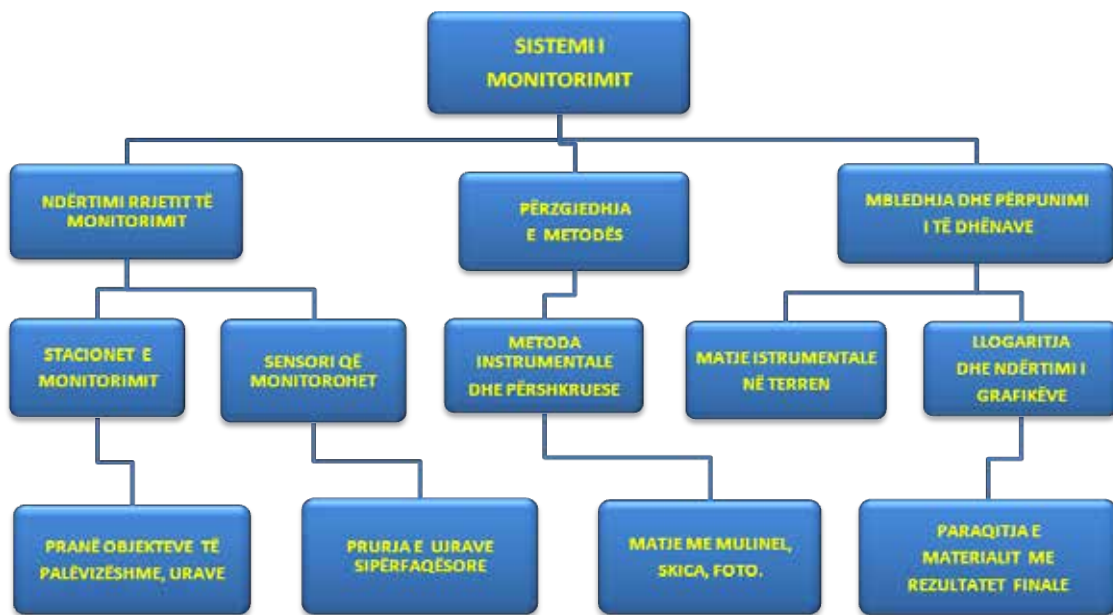 SISTEMI I
MONITORIMIT
NDËRTIMI RRJETIT TË
MONITORIMIT
PËRZGJEDHJA
E METODËS
MBLEDHJA DHE PËRPUNIMI
I TË DHËNAVE
STACIONET E
MONITORIMIT
SENSORI QË
MONITOROHET
METODA
INSTRUMENTALE
DHE PËRSHKRUESE
MATJE ISTRUMENTALE
NË TERREN
LLOGARITJA
DHE NDËRTIMI I
GRAFIKËVE
PRANË OBJEKTEVE TË
PALËVIZËSHME, URAVE
PRURJA E UJRAVE
SIPËRFAQËSORE
MATJE ME MULINEL,
SKICA, FOTO.
PARAQITJA E
MATERIALIT ME
REZULTATET FINALE